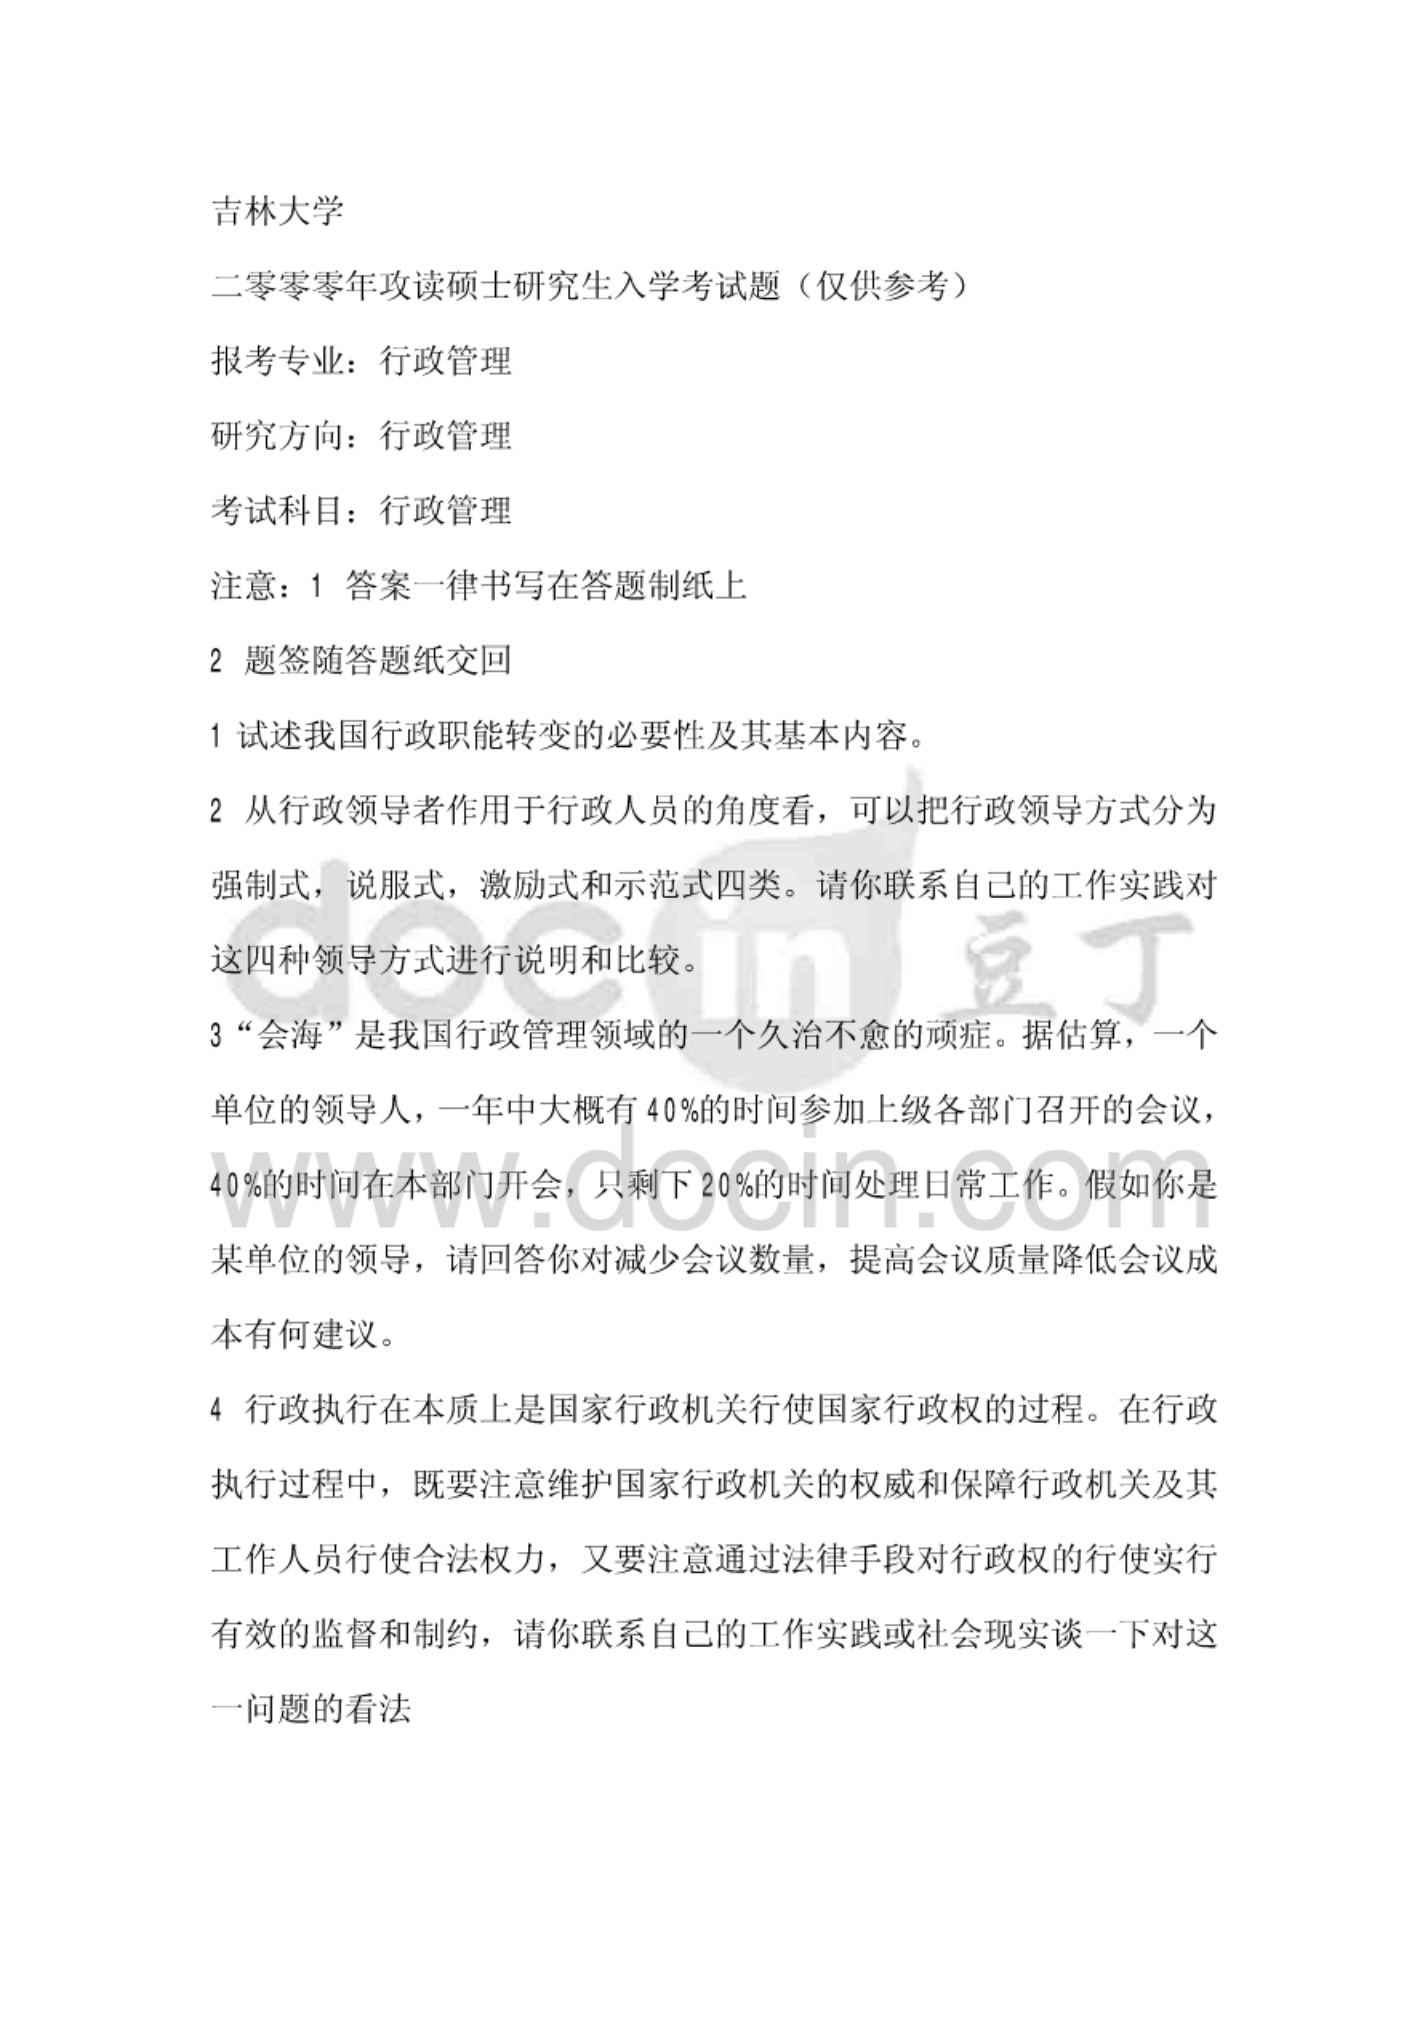 吉林大学
二零零零年攻读硕士研究生入学考试题（仅供参考）
报考专业：行政管理
研究方向：行政管理
考试科目：行政管理
注意：1 答案一律书写在答题制纸上
2 题签随答题纸交回
1 试述我国行政职能转变的必要性及其基本内容。
2 从行政领导者作用于行政人员的角度看，可以把行政领导方式分为
强制式，说服式，激励式和示范式四类。请你联系自己的工作实践对
这四种领导方式进行说明和比较。
docin 豆丁
3“会海”是我国行政管理领域的一个久治不愈的顽症。据估算，一个
单位的领导人，一年中大概有 40%的时间参加上级各部门召开的会议，
40%的时间在本部门开会，只剩下 20%的时间处理日常工作。假如你是
www.docin.com
某单位的领导，请回答你对减少会议数量，提高会议质量降低会议成
本有何建议。
4 行政执行在本质上是国家行政机关行使国家行政权的过程。在行政
执行过程中，既要注意维护国家行政机关的权威和保障行政机关及其
工作人员行使合法权力，又要注意通过法律手段对行政权的行使实行
有效的监督和制约，请你联系自己的工作实践或社会现实谈一下对这
一问题的看法